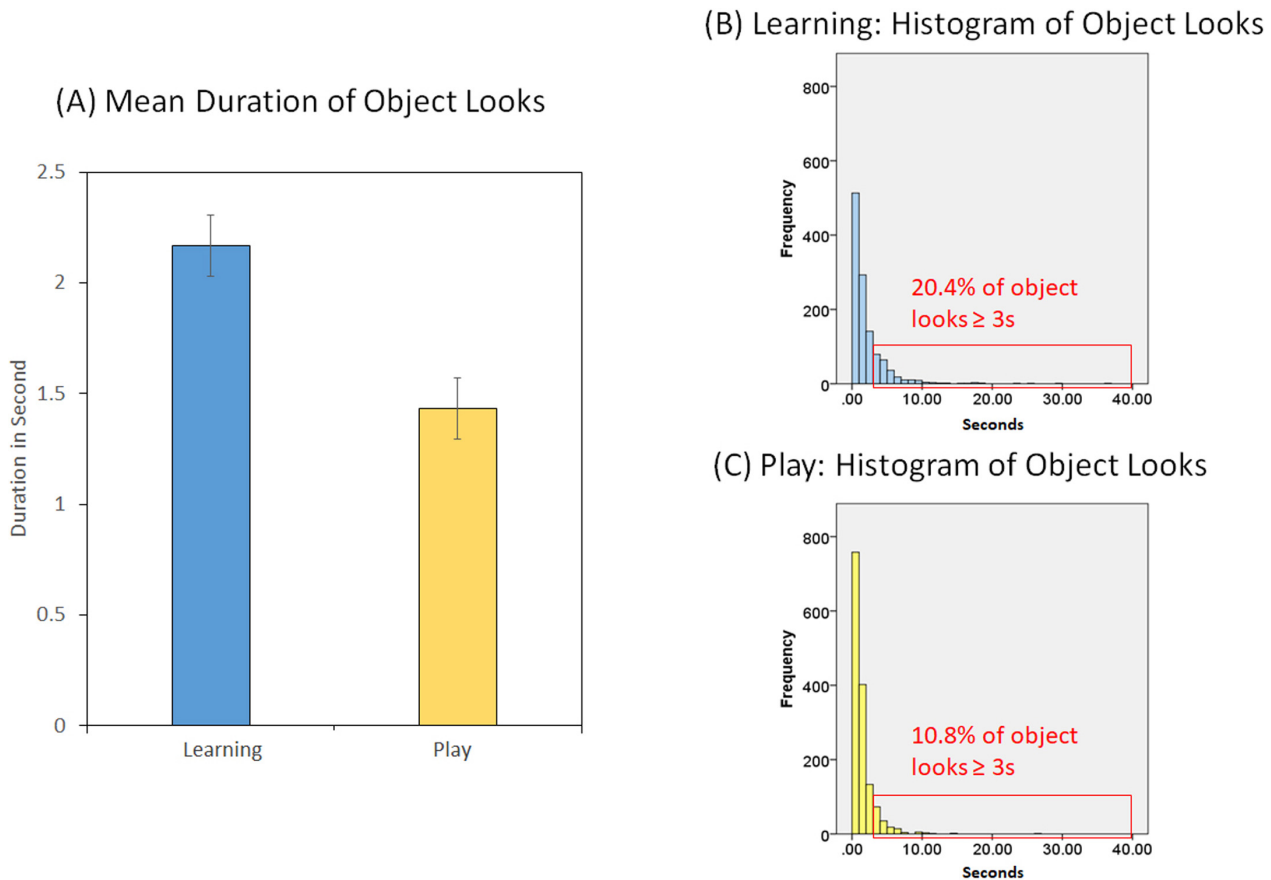 (A) Mean Duration of Object Looks
2.5
2
1.5
1
0.5
0
Duration in Second
Learning
Play
(B) Learning: Histogram of Object Looks
800
600
400
200
0
Frequency
20.4% of object
looks ≥ 3s
.00 10.00 20.00 30.00 40.00
Seconds
(C) Play: Histogram of Object Looks
800
600
400
200
0
Frequency
10.8% of object
looks ≥ 3s
.00 10.00 20.00 30.00 40.00
Seconds